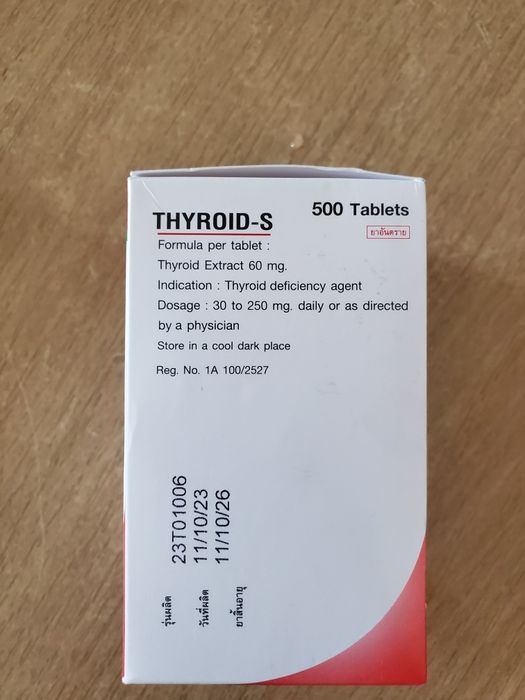 THYROID-S
500 Tablets
ยาอันตราย
Formula per tablet :
Thyroid Extract 60 mg.
Indication : Thyroid deficiency agent
Dosage : 30 to 250 mg. daily or as directed
by a physician
Store in a cool dark place
Reg. No. 1A 100/2527
รุ่นผลิต 23T01006
วันที่ผลิต 11/10/23
ยาสิ้นอายุ 11/10/26